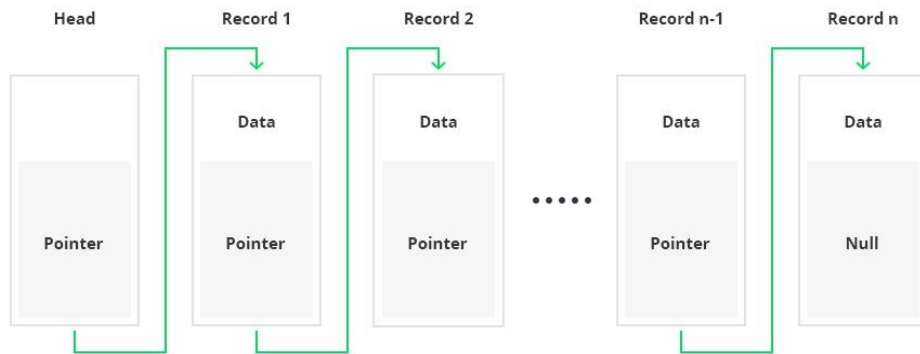 Head Record 1 Record 2 Record n-1 Record n
Data Data Data Data
Pointer Pointer Pointer Pointer Null